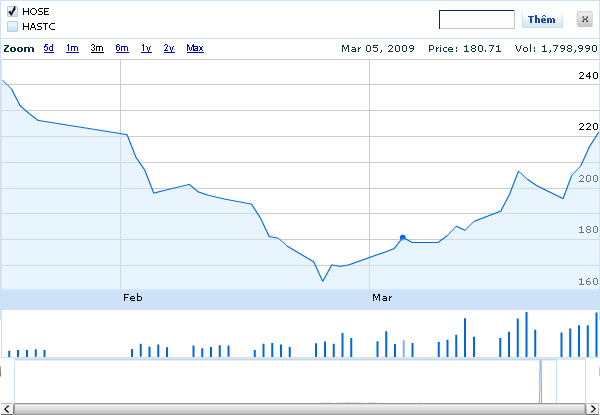 HOSE
HASTC
Thêm
Zoom 5d 1m 3m 6m 1y 2y Max Mar 05, 2009 Price: 180.71 Vol: 1,798,990
240
220
200
180
160
Feb Mar